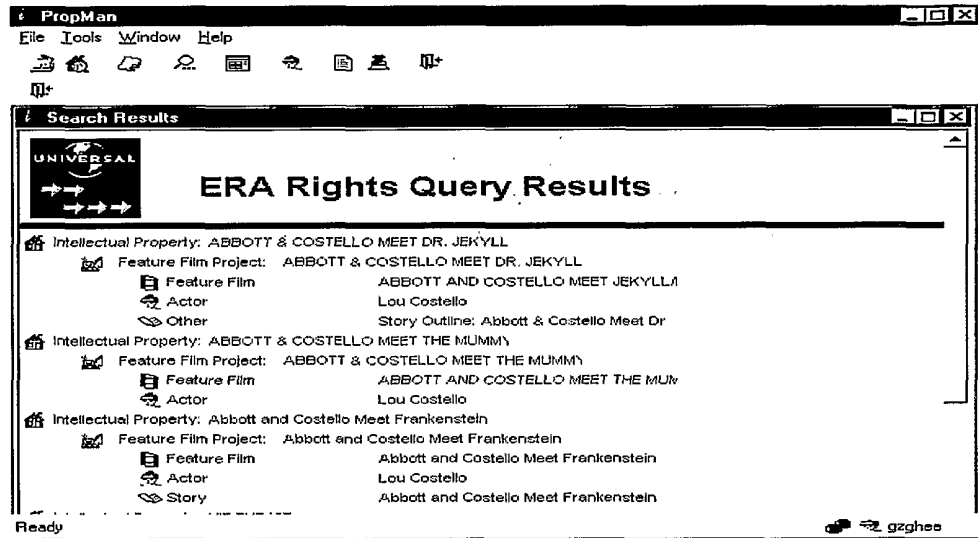 PropMan
File Tools Window Help
Search Results
UNIVERSAL
ERA Rights Query Results
Intellectual Property: ABBOTT & COSTELLO MEET DR. JEKYLL
Feature Film Project: ABBOTT & COSTELLO MEET DR. JEKYLL
Feature Film ABBOTT AND COSTELLO MEET JEKYLL/
Actor Lou Costello
Other Story Outline: Abbott & Costello Meet Dr
Intellectual Property: ABBOTT & COSTELLO MEET THE MUMMY
Feature Film Project: ABBOTT & COSTELLO MEET THE MUMMY
Feature Film ABBOTT AND COSTELLO MEET THE MUM
Actor Lou Costello
Intellectual Property: Abbott and Costello Meet Frankenstein
Feature Film Project: Abbott and Costello Meet Frankenstein
Feature Film Abbott and Costello Meet Frankenstein
Actor Lou Costello
Story Abbott and Costello Meet Frankenstein
Ready gzghee